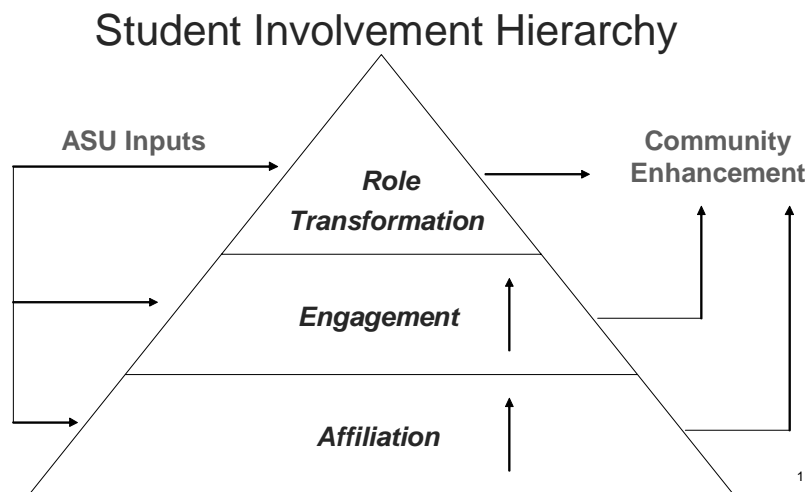 Student Involvement Hierarchy
ASU Inputs
Community
Enhancement
Role
Transformation
Engagement
Affiliation
1